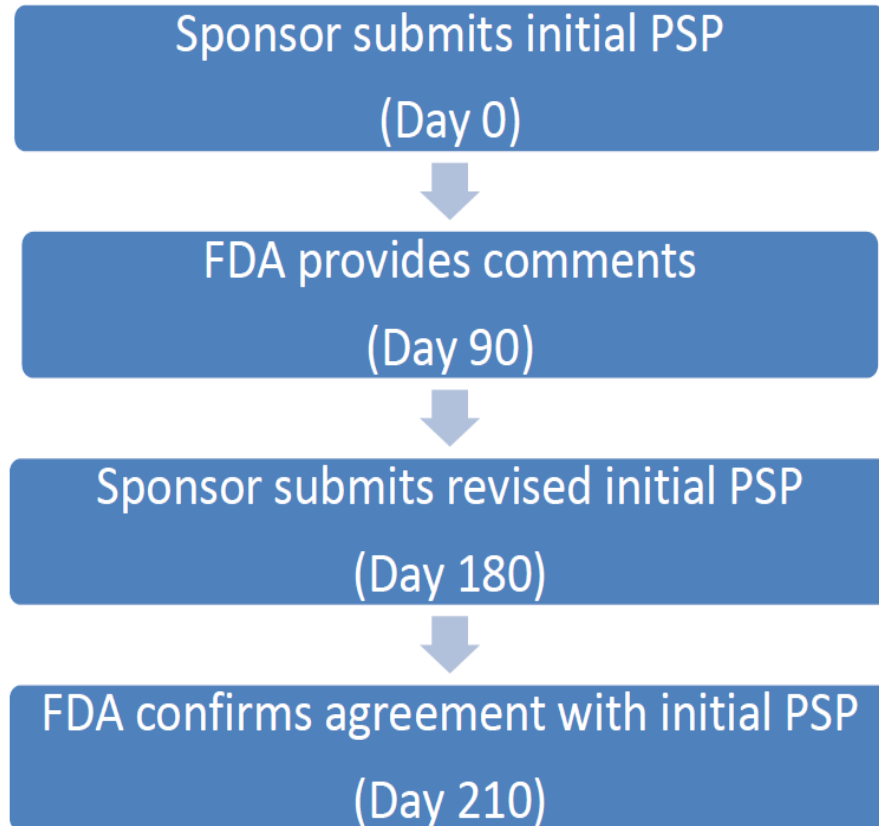 Sponsor submits initial PSP
(Day 0)
FDA provides comments
(Day 90)
Sponsor submits revised initial PSP
(Day 180)
FDA confirms agreement with initial PSP
(Day 210)